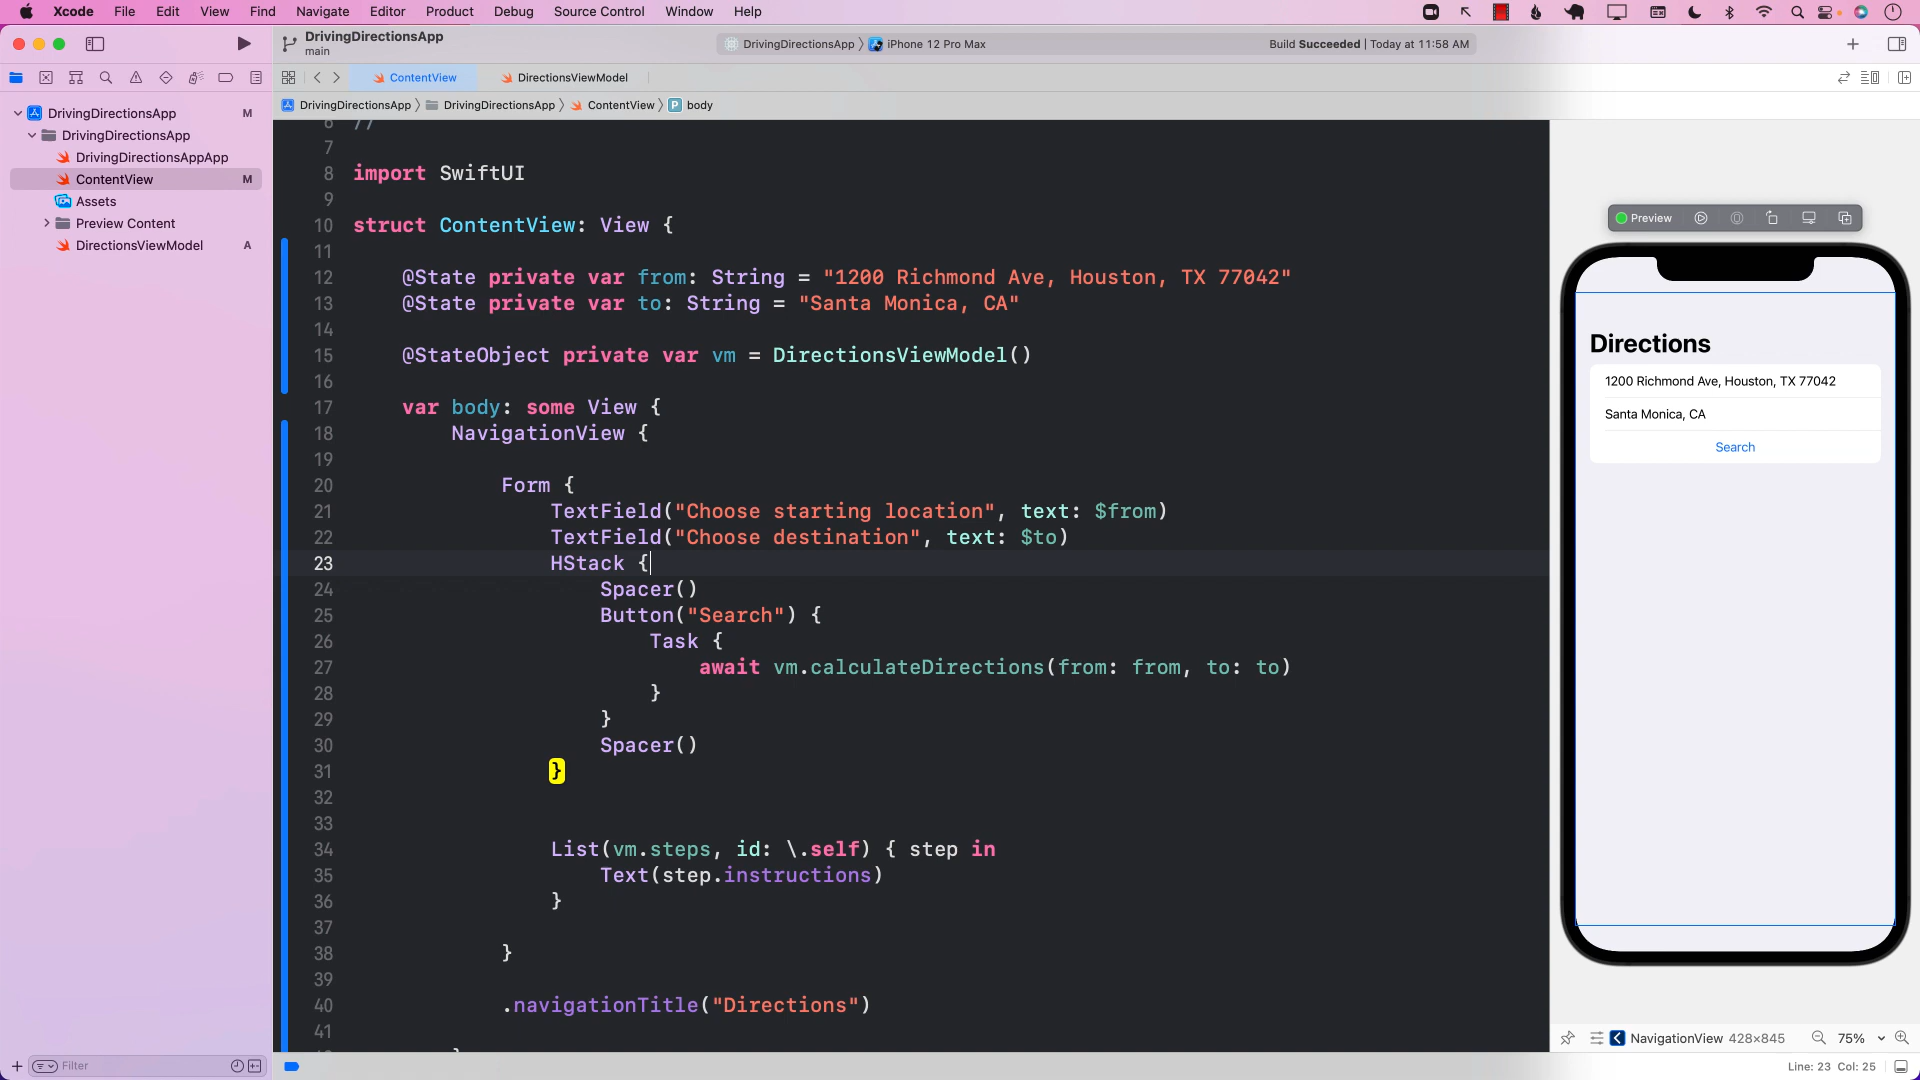 Xcode File Edit View Find Navigate Editor Product Debug Source Control Window Help
DrivingDirectionsApp
main
DrivingDirectionsApp iPhone 12 Pro Max
Build Succeeded | Today at 11:58 AM
ContentView
DirectionsViewModel
DrivingDirectionsApp DrivingDirectionsApp ContentView P body
DrivingDirectionsApp M
DrivingDirectionsApp
DrivingDirectionsAppApp
ContentView M
Assets
Preview Content
DirectionsViewModel A
6 //
7
8 import SwiftUI
9
10 struct ContentView: View {
11
12 @State private var from: String = "1200 Richmond Ave, Houston, TX 77042"
13 @State private var to: String = "Santa Monica, CA"
14
15 @StateObject private var vm = DirectionsViewModel()
16
17 var body: some View {
18 NavigationView {
19
20 Form {
21 TextField("Choose starting location", text: $from)
22 TextField("Choose destination", text: $to)
23 HStack {
24 Spacer()
25 Button("Search") {
26 Task {
27 await vm.calculateDirections(from: from, to: to)
28 }
29 }
30 Spacer()
31 }
32
33
34 List(vm.steps, id: \.self) { step in
35 Text(step.instructions)
36 }
37
38 }
39
40 .navigationTitle("Directions")
41
Preview
Directions
1200 Richmond Ave, Houston, TX 77042
Santa Monica, CA
Search
NavigationView 428×845
75%
Filter
Line: 23 Col: 25